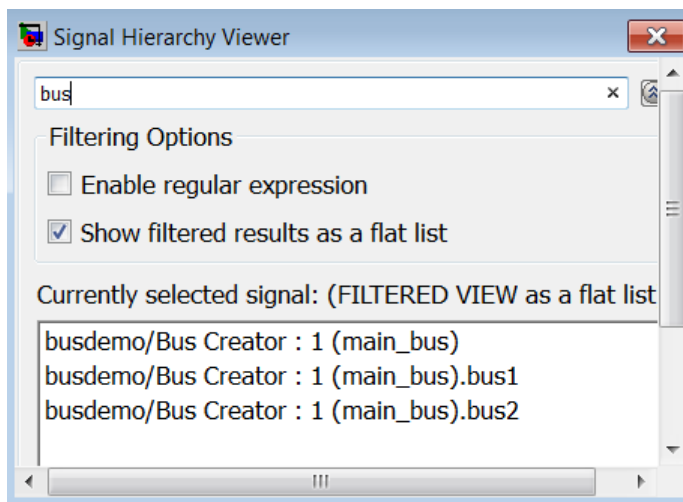 Signal Hierarchy Viewer
bus
Filtering Options
Enable regular expression
Show filtered results as a flat list
Currently selected signal: (FILTERED VIEW as a flat list
busdemo/Bus Creator : 1 (main_bus)
busdemo/Bus Creator : 1 (main_bus).bus1
busdemo/Bus Creator : 1 (main_bus).bus2